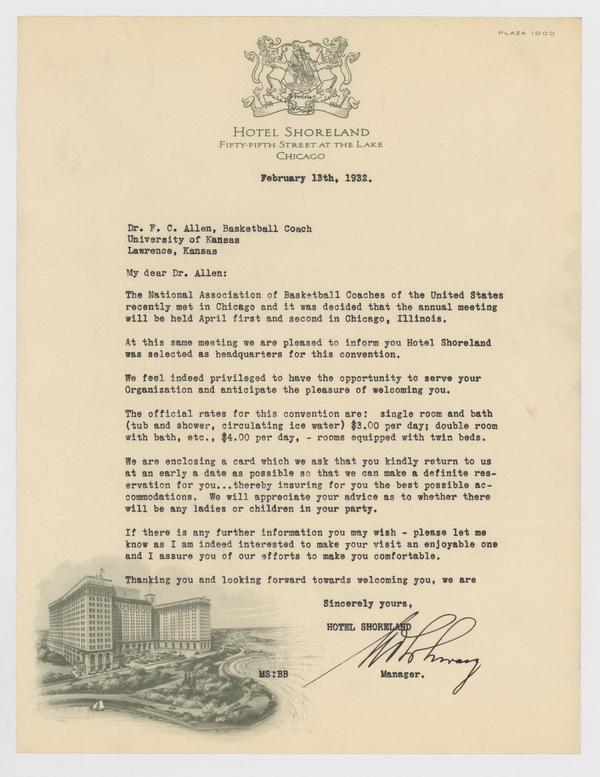 PLAZA 1000
HOTEL SHORELAND
FIFTY-FIFTH STREET AT THE LAKE
CHICAGO
February 13th, 1932.
Dr. F. C. Allen, Basketball Coach
University of Kansas
Lawrence, Kansas
My dear Dr. Allen:
The National Association of Basketball Coaches of the United States
recently met in Chicago and it was decided that the annual meeting
will be held April first and second in Chicago, Illinois.
At this same meeting we are pleased to inform you Hotel Shoreland
was selected as headquarters for this convention.
We feel indeed privileged to have the opportunity to serve your
Organization and anticipate the pleasure of welcoming you.
The official rates for this convention are: single room and bath
(tub and shower, circulating ice water) $3.00 per day; double room
with bath, etc., $4.00 per day, - rooms equipped with twin beds.
We are enclosing a card which we ask that you kindly return to us
at an early a date as possible so that we can make a definite res-
ervation for you...thereby insuring for you the best possible ac-
commodations. We will appreciate your advice as to whether there
will be any ladies or children in your party.
If there is any further information you may wish - please let me
know as I am indeed interested to make your visit an enjoyable one
and I assure you of our efforts to make you comfortable.
Thanking you and looking forward towards welcoming you, we are
Sincerely yours,
HOTEL SHORELAND
MS:BB Manager.